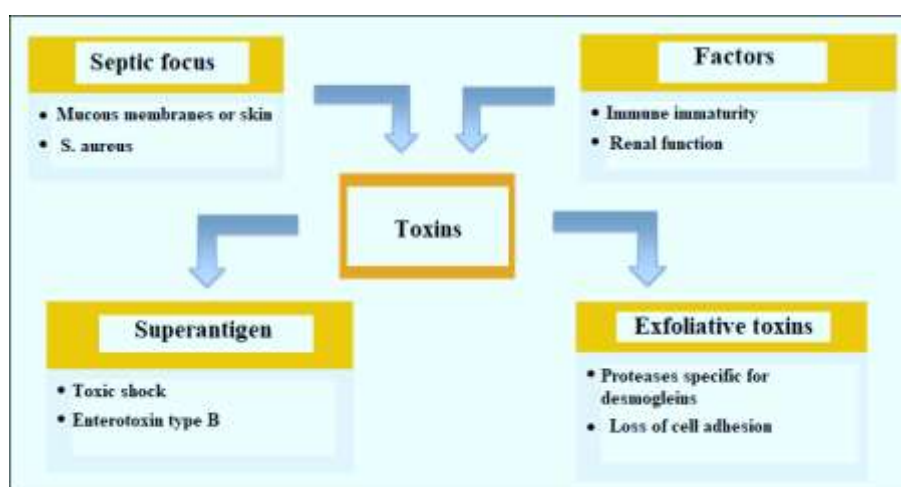 Septic focus
• Mucous membranes or skin
• S. aureus
Factors
• Immune immaturity
• Renal function
Toxins
Superantigen
• Toxic shock
• Enterotoxin type B
Exfoliative toxins
• Proteases specific for
desmogleins
• Loss of cell adhesion